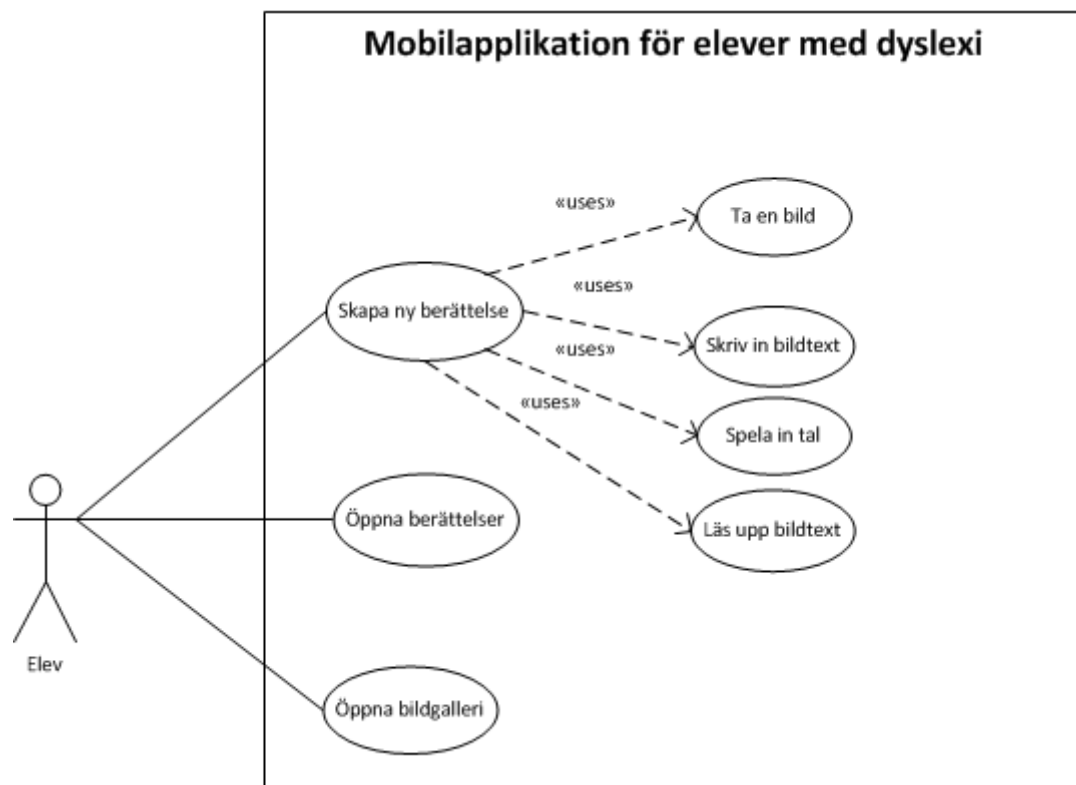 Mobilapplikation för elever med dyslexi
«uses»
Ta en bild
«uses»
Skapa ny berättelse
Skriv in bildtext
«uses»
«uses»
Spela in tal
Öppna berättelser
Läs upp bildtext
Elev
Öppna bildgalleri